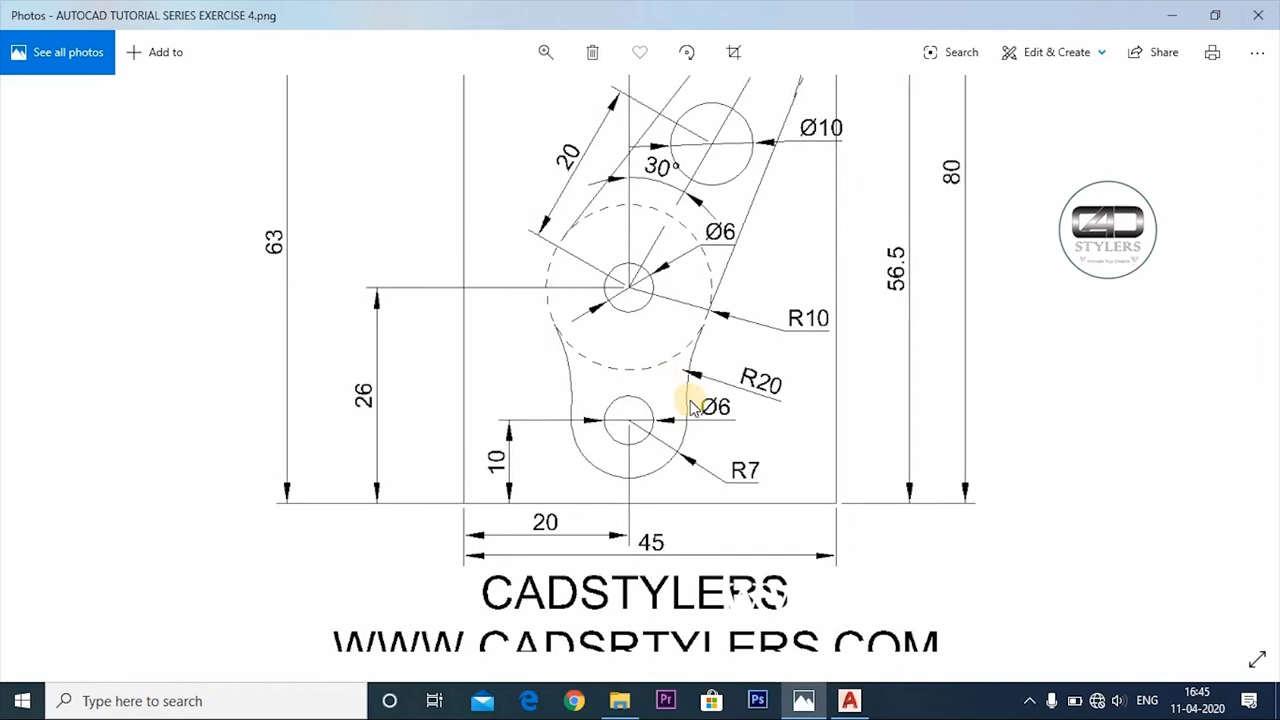 Photos - AUTOCAD TUTORIAL SERIES EXERCISE 4.png
See all photos
Add to
Search
Edit & Create
Share
Ø10
20
30°
80
Ø6
63
56.5
CAD
STYLERS
R10
26
R20
Ø6
10
R7
20
45
CADSTYLERS
WWW.CADSRTYLERS.COM
Type here to search
ENG
16:45
11-04-2020